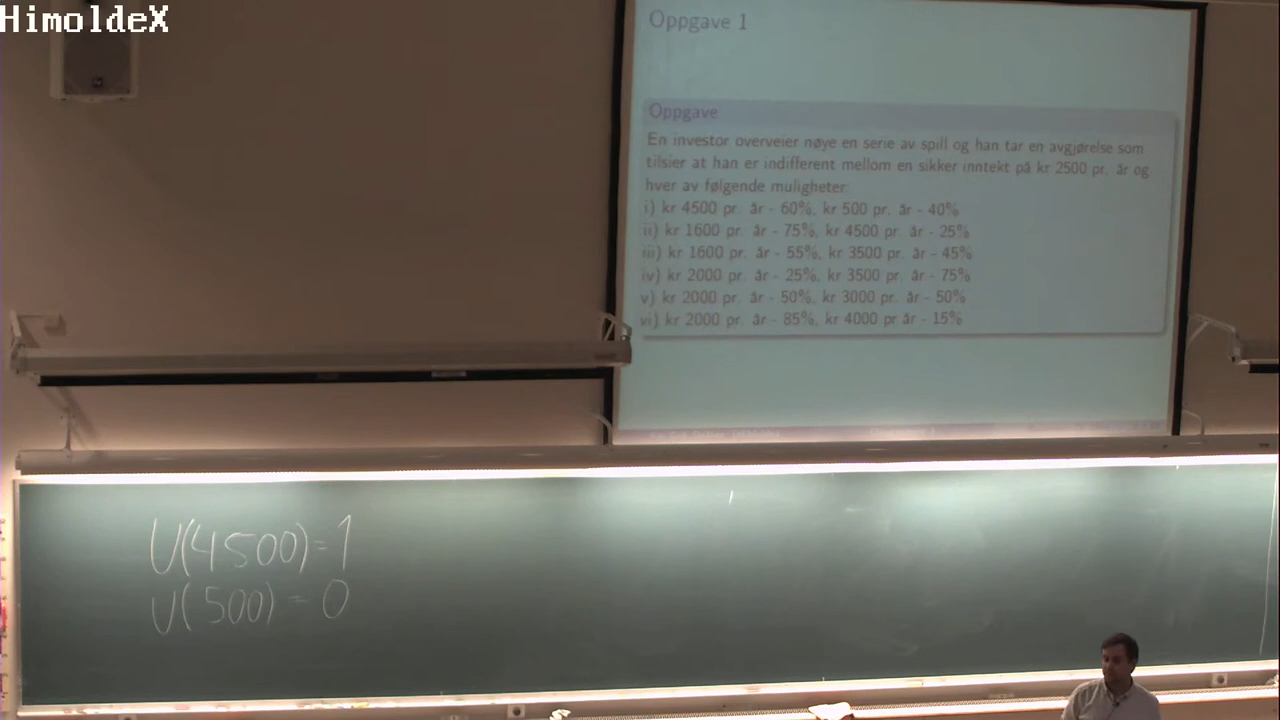 HimoldeX
Oppgave 1
Oppgave
En investor overveier nøye en serie av spill og han tar en avgjørelse som
tilsier at han er indifferent mellom en sikker inntekt på kr 2500 pr. år og
hver av følgende muligheter:
i) kr 4500 pr. år - 60%, kr 500 pr. år - 40%
ii) kr 1600 pr. år - 75%, kr 4500 pr. år - 25%
iii) kr 1600 pr. år - 55%, kr 3500 pr. år - 45%
iv) kr 2000 pr. år - 25%, kr 3500 pr. år - 75%
v) kr 2000 pr. år - 50%, kr 3000 pr. år - 50%
vi) kr 2000 pr. år - 85%, kr 4000 pr år - 15%
U(4500) = 1
U(500) = 0